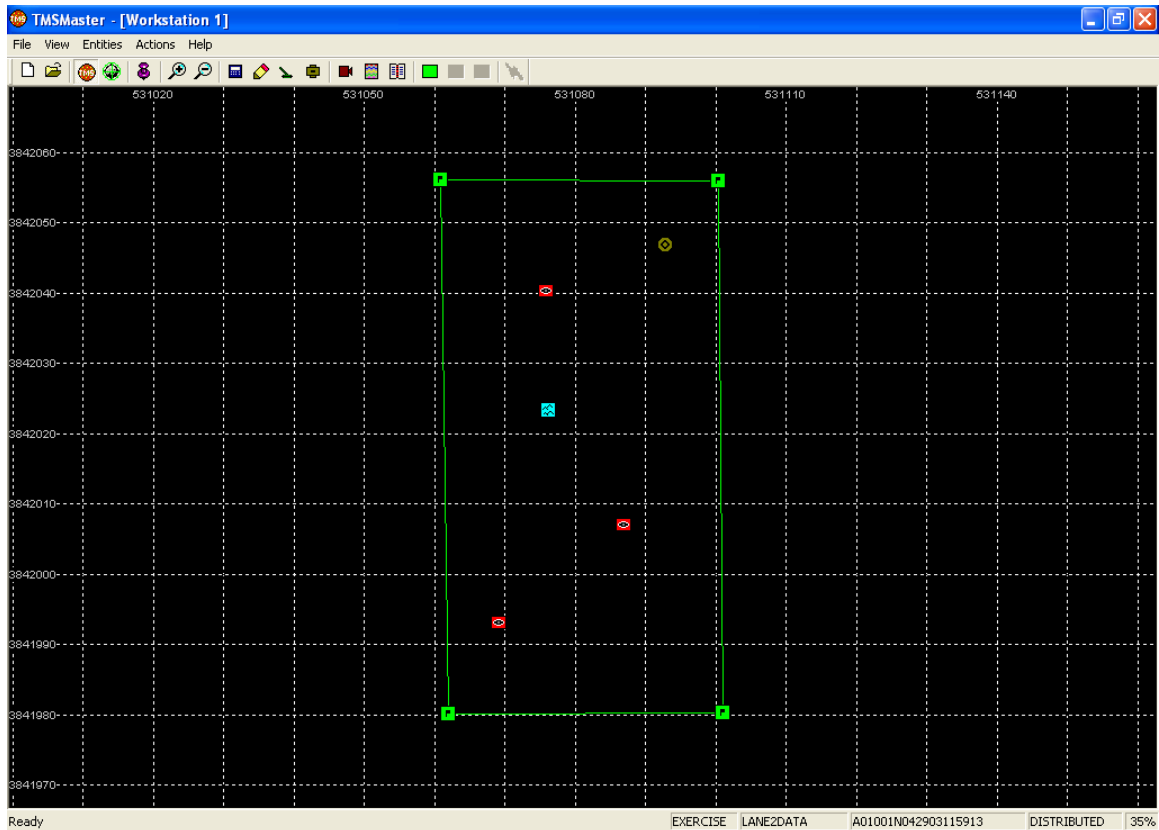 TMSMaster - [Workstation 1]
File View Entities Actions Help
TMS
531020 531050 531080 531110 531140
3842060
3842050
3842040
3842030
3842020
3842010
3842000
3841990
3841980
3841970
Ready EXERCISE LANE2DATA A01001N042903115913 DISTRIBUTED 35%